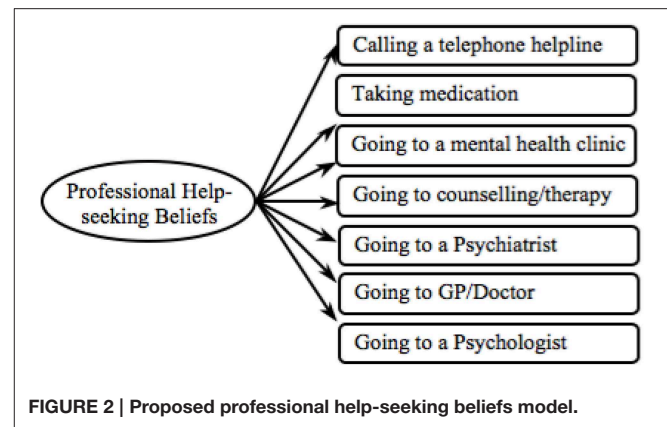 Calling a telephone helpline
Taking medication
Going to a mental health clinic
Professional Help-
seeking Beliefs
Going to counselling/therapy
Going to a Psychiatrist
Going to GP/Doctor
Going to a Psychologist
FIGURE 2 | Proposed professional help-seeking beliefs model.